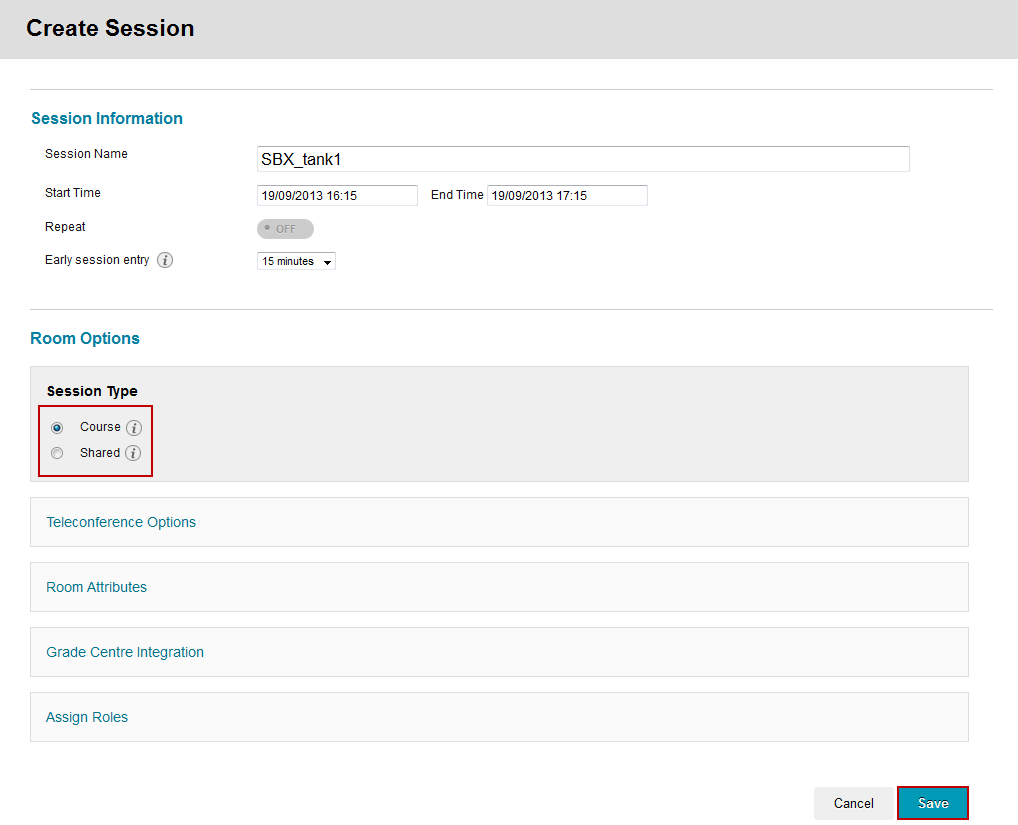 Create Session
Session Information
Session Name SBX_tank1
Start Time 19/09/2013 16:15 End Time 19/09/2013 17:15
Repeat OFF
Early session entry i 15 minutes
Room Options
Session Type
Course i
Shared i
Teleconference Options
Room Attributes
Grade Centre Integration
Assign Roles
Cancel Save